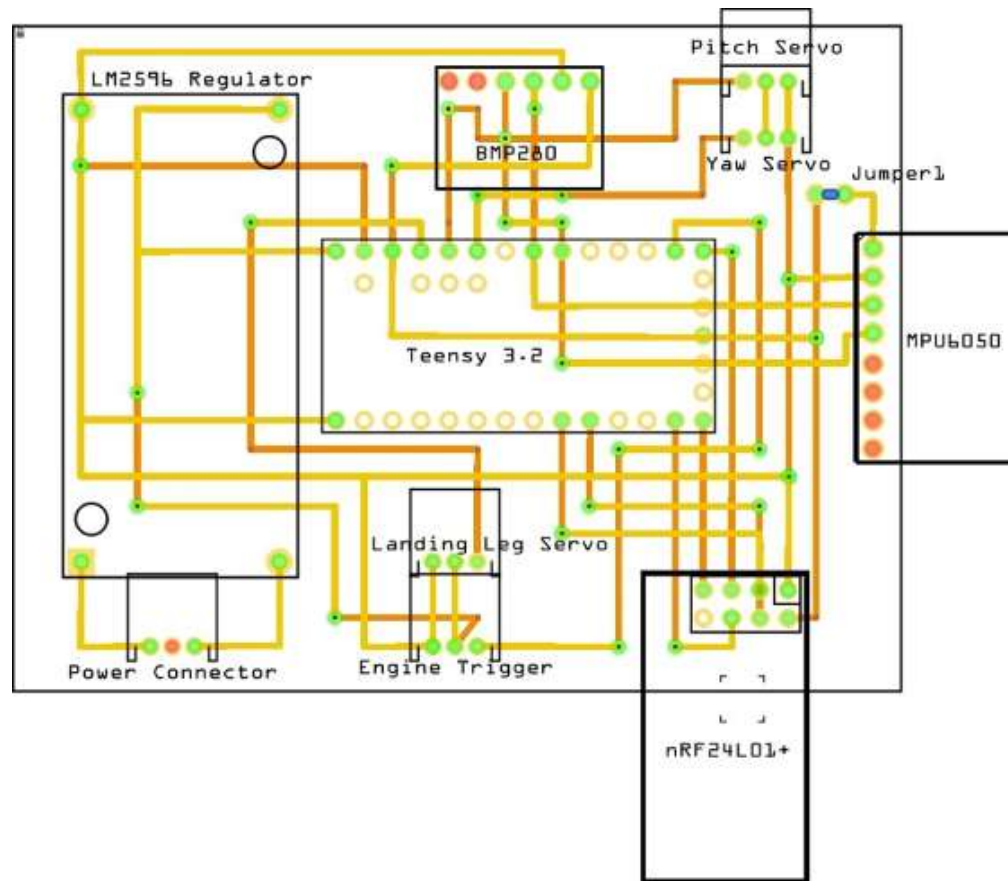 Pitch Servo
LM2596 Regulator
BMP280
Yaw Servo
Jumper1
Teensy 3.2
MPU6050
Landing Leg Servo
Power Connector
Engine Trigger
nRF24L01+